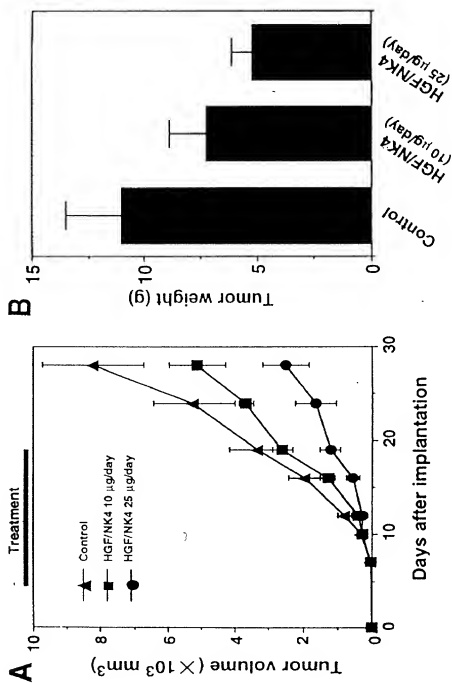 A
Treatment
Control
HGF/NK4 10 μg/day
HGF/NK4 25 μg/day
Tumor volume (×10³ mm³)
10
8
6
4
2
0
0
10
20
30
Days after implantation
B
Tumor weight (g)
15
10
5
0
Control
HGF/NK4
(10 μg/day)
HGF/NK4
(25 μg/day)